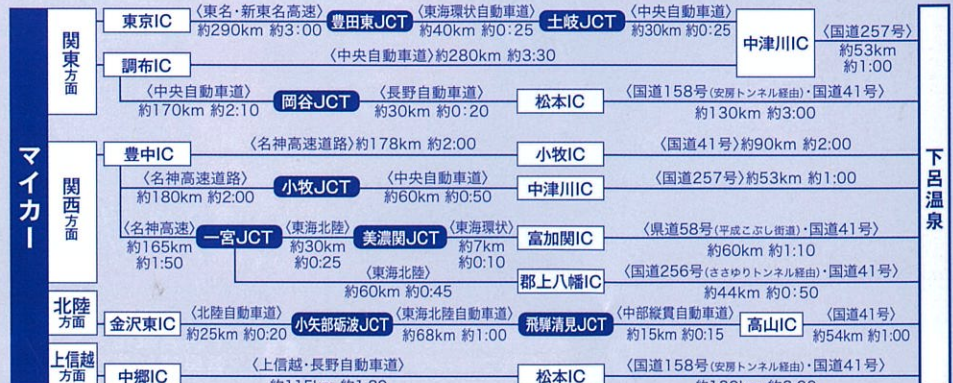 マイカー
関東方面
東京IC
〈東名・新東名高速〉
約290km 約3:00
豊田東JCT
〈東海環状自動車道〉
約40km 約0:25
土岐JCT
〈中央自動車道〉
約30km 約0:25
中津川IC
〈国道257号〉
約53km
約1:00
調布IC
〈中央自動車道〉約280km 約3:30
〈中央自動車道〉
約170km 約2:10
岡谷JCT
〈長野自動車道〉
約30km 約0:20
松本IC
〈国道158号(安房トンネル経由)・国道41号〉
約130km 約3:00
関西方面
豊中IC
〈名神高速道路〉約178km 約2:00
小牧IC
〈国道41号〉約90km 約2:00
〈名神高速道路〉
約180km 約2:00
小牧JCT
〈中央自動車道〉
約60km 約0:50
中津川IC
〈国道257号〉約53km 約1:00
〈名神高速〉
約165km
約1:50
一宮JCT
〈東海北陸〉
約30km
約0:25
美濃関JCT
〈東海環状〉
約7km
約0:10
富加関IC
〈県道58号(平成こぶし街道)・国道41号〉
約60km 約1:10
〈東海北陸〉
約60km 約0:45
郡上八幡IC
〈国道256号(ささゆりトンネル経由)・国道41号〉
約44km 約0:50
北陸方面
金沢東IC
〈北陸自動車道〉
約25km 約0:20
小矢部砺波JCT
〈東海北陸自動車道〉
約68km 約1:00
飛騨清見JCT
〈中部縦貫自動車道〉
約15km 約0:15
高山IC
〈国道41号〉
約54km 約1:00
上信越方面
中郷IC
〈上信越・長野自動車道〉
松本IC
〈国道158号(安房トンネル経由)・国道41号〉
下呂温泉